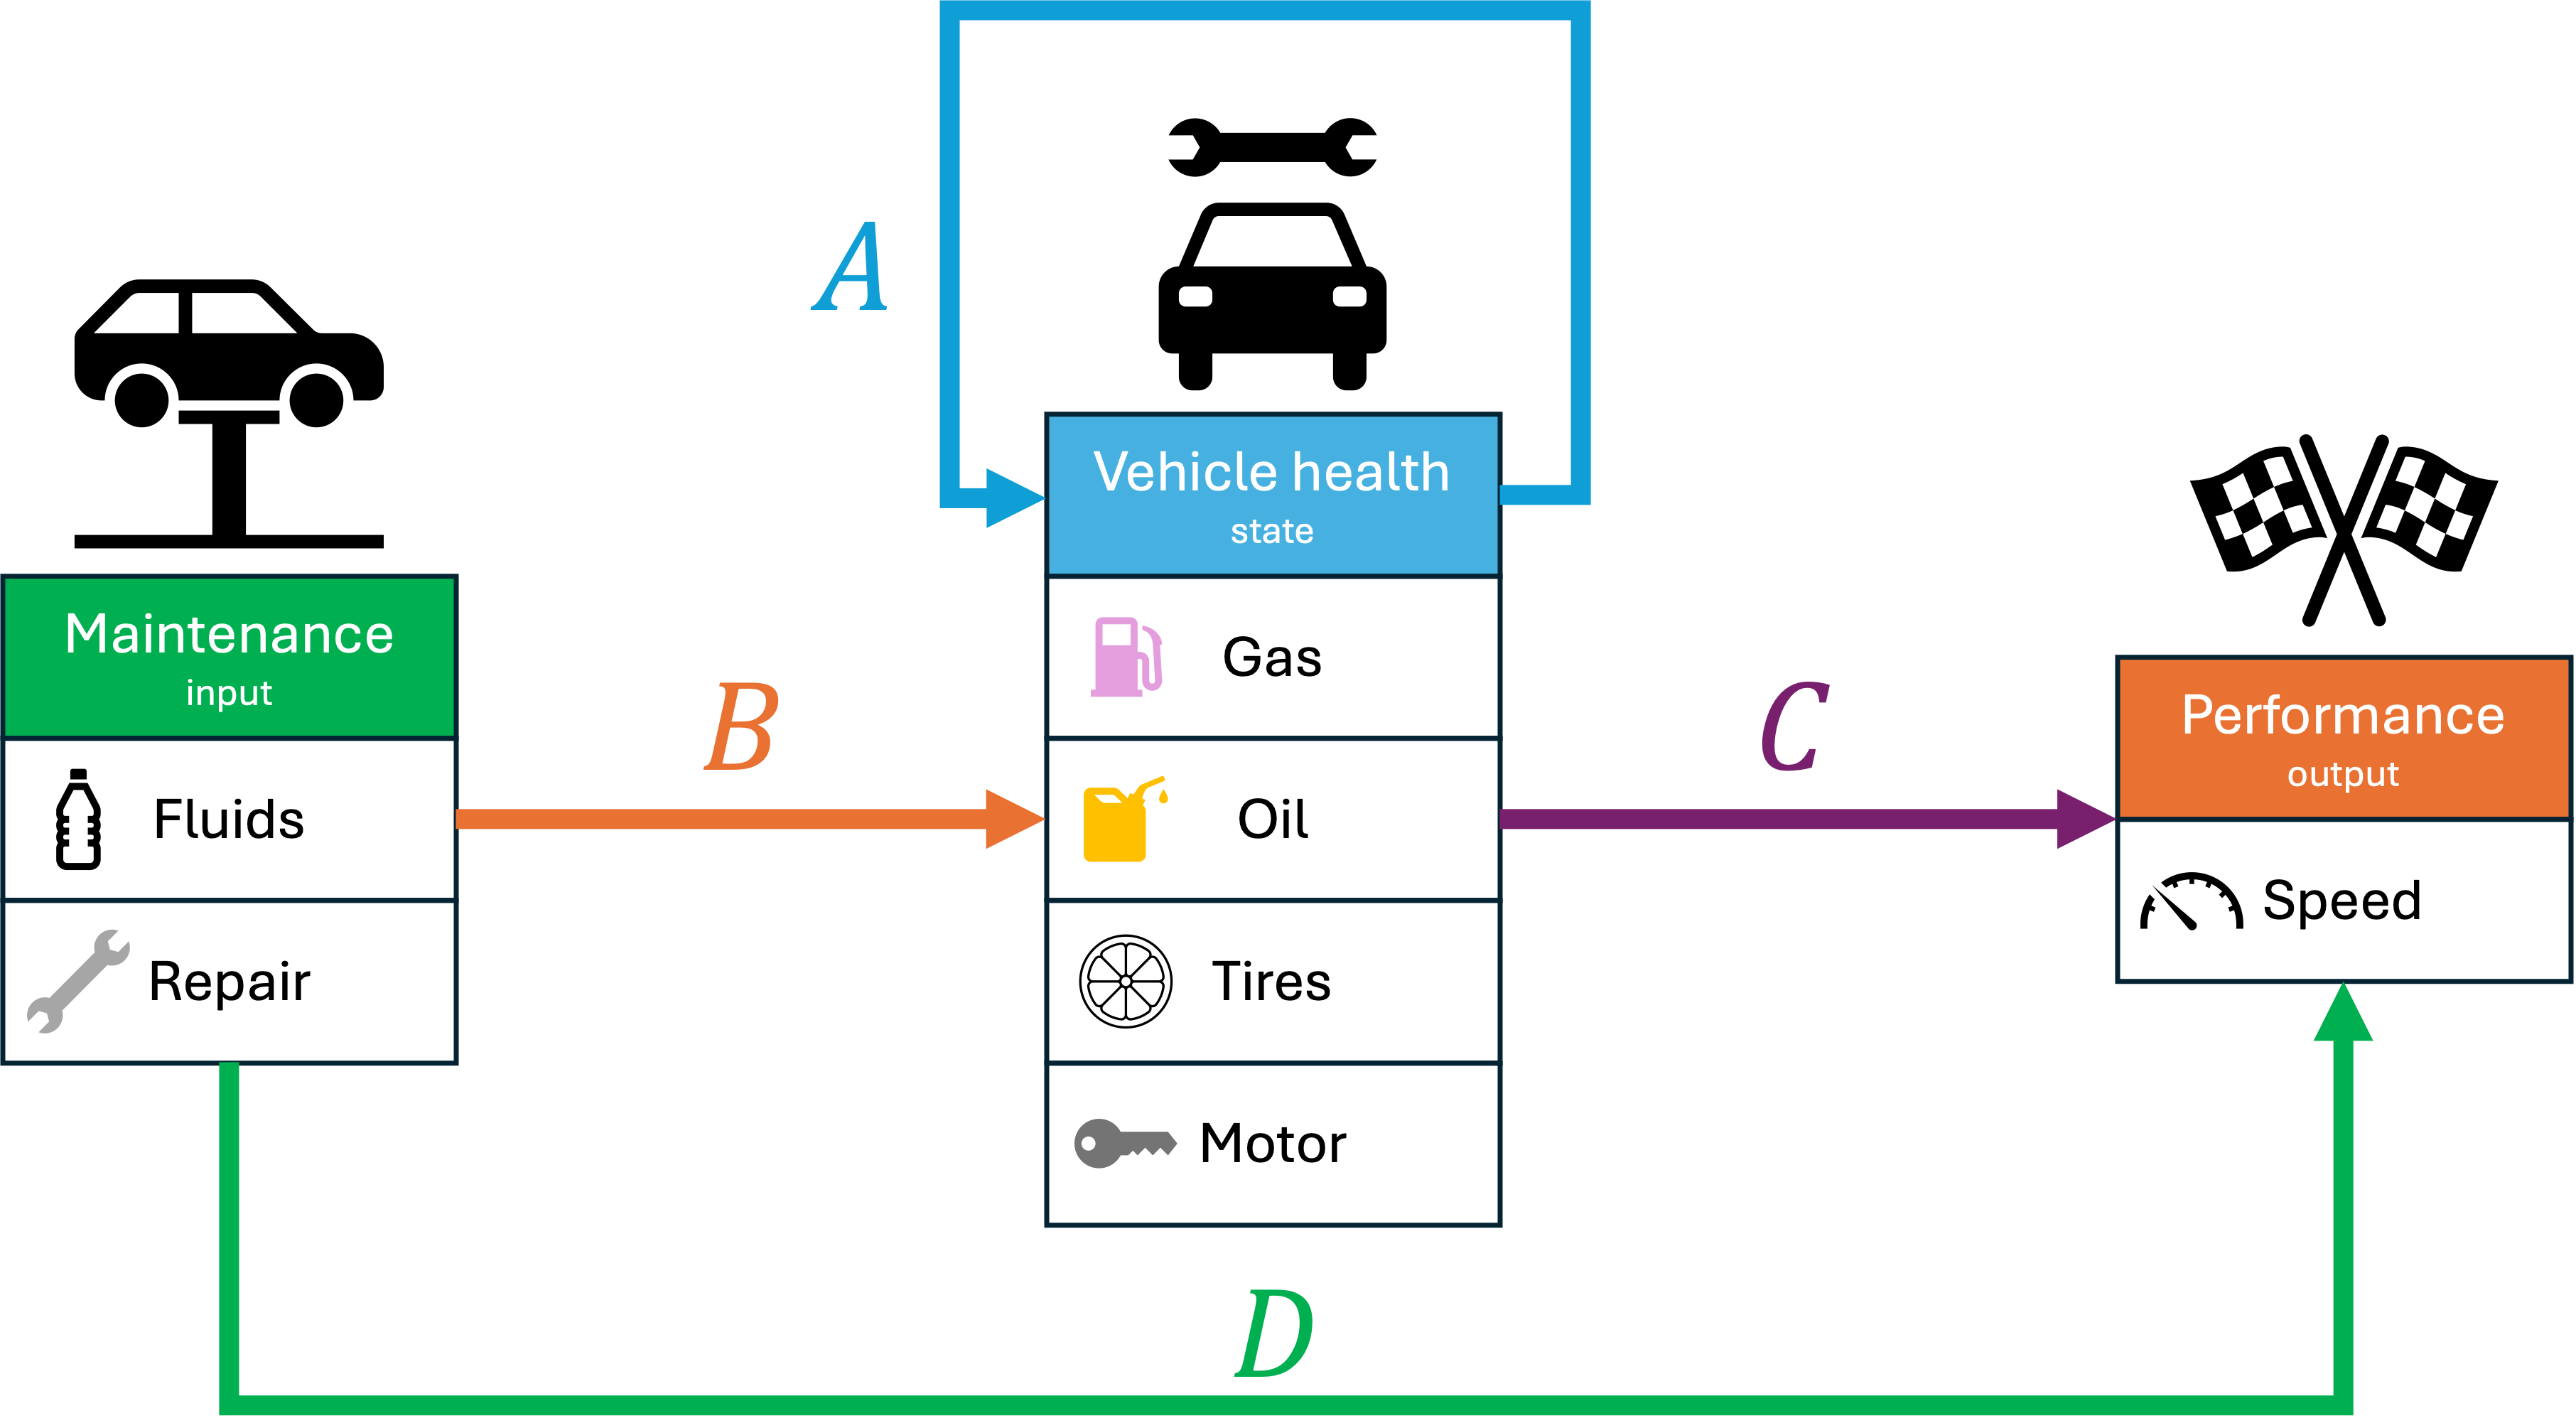 A
Vehicle health
state
Gas
Oil
Tires
Motor
Maintenance
input
Fluids
Repair
B
C
Performance
output
Speed
D